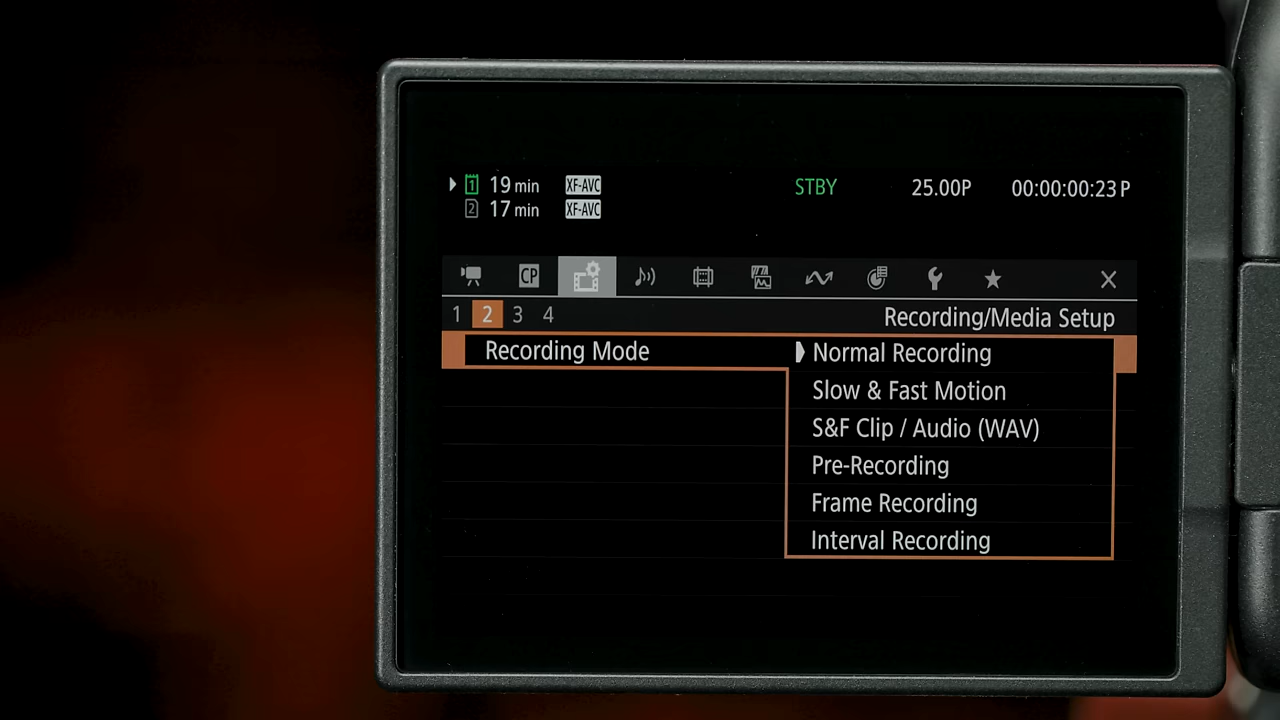 1 19 min XF-AVC STBY 25.00P 00:00:00:23 P
2 17 min XF-AVC
CP
1 2 3 4 Recording/Media Setup
Recording Mode Normal Recording
Slow & Fast Motion
S&F Clip / Audio (WAV)
Pre-Recording
Frame Recording
Interval Recording